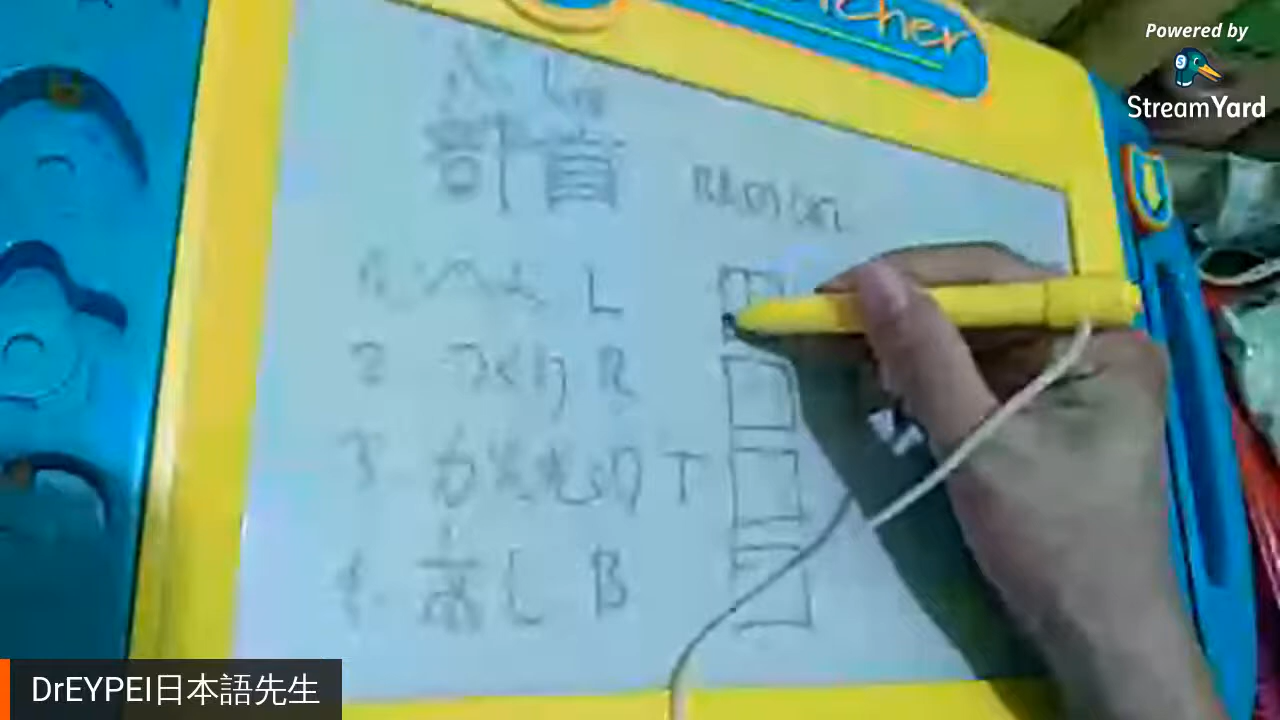 Powered by
StreamYard
部首
1. へん L
2. つくり R
3. かんむり T
4. あし B
DrEYPEI日本語先生